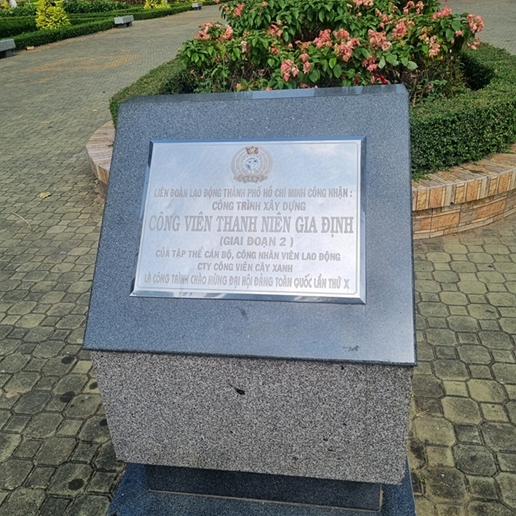 LIÊN ĐOÀN LAO ĐỘNG THÀNH PHỐ HỒ CHÍ MINH CÔNG NHẬN :
CÔNG TRÌNH XÂY DỰNG
CÔNG VIÊN THANH NIÊN GIA ĐỊNH
(GIAI ĐOẠN 2)
CỦA TẬP THỂ CÁN BỘ, CÔNG NHÂN VIÊN LAO ĐỘNG
CTY CÔNG VIÊN CÂY XANH
LÀ CÔNG TRÌNH CHÀO MỪNG ĐẠI HỘI ĐẢNG TOÀN QUỐC LẦN THỨ X